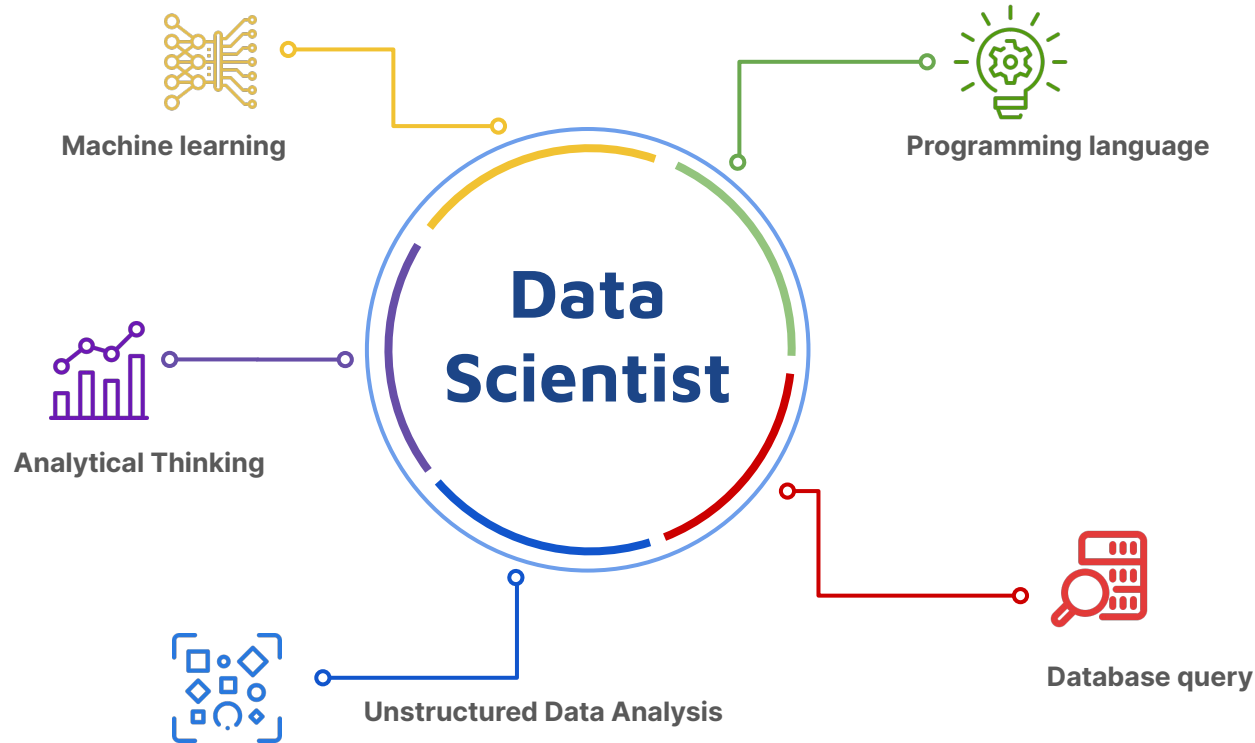 Machine learning
Programming language
Data
Scientist
Analytical Thinking
Database query
Unstructured Data Analysis